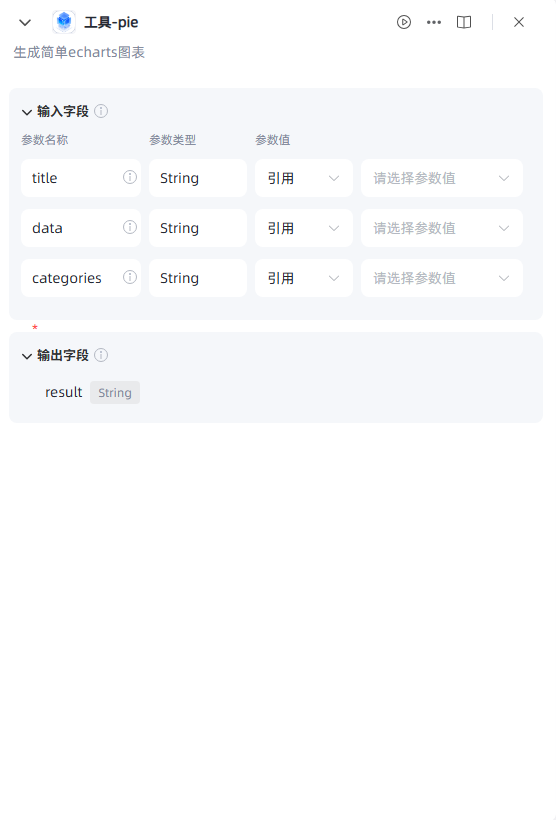 工具-pie
生成简单echarts图表
输入字段
参数名称 参数类型 参数值
title String 引用 请选择参数值
data String 引用 请选择参数值
categories String 引用 请选择参数值
*
输出字段
result String